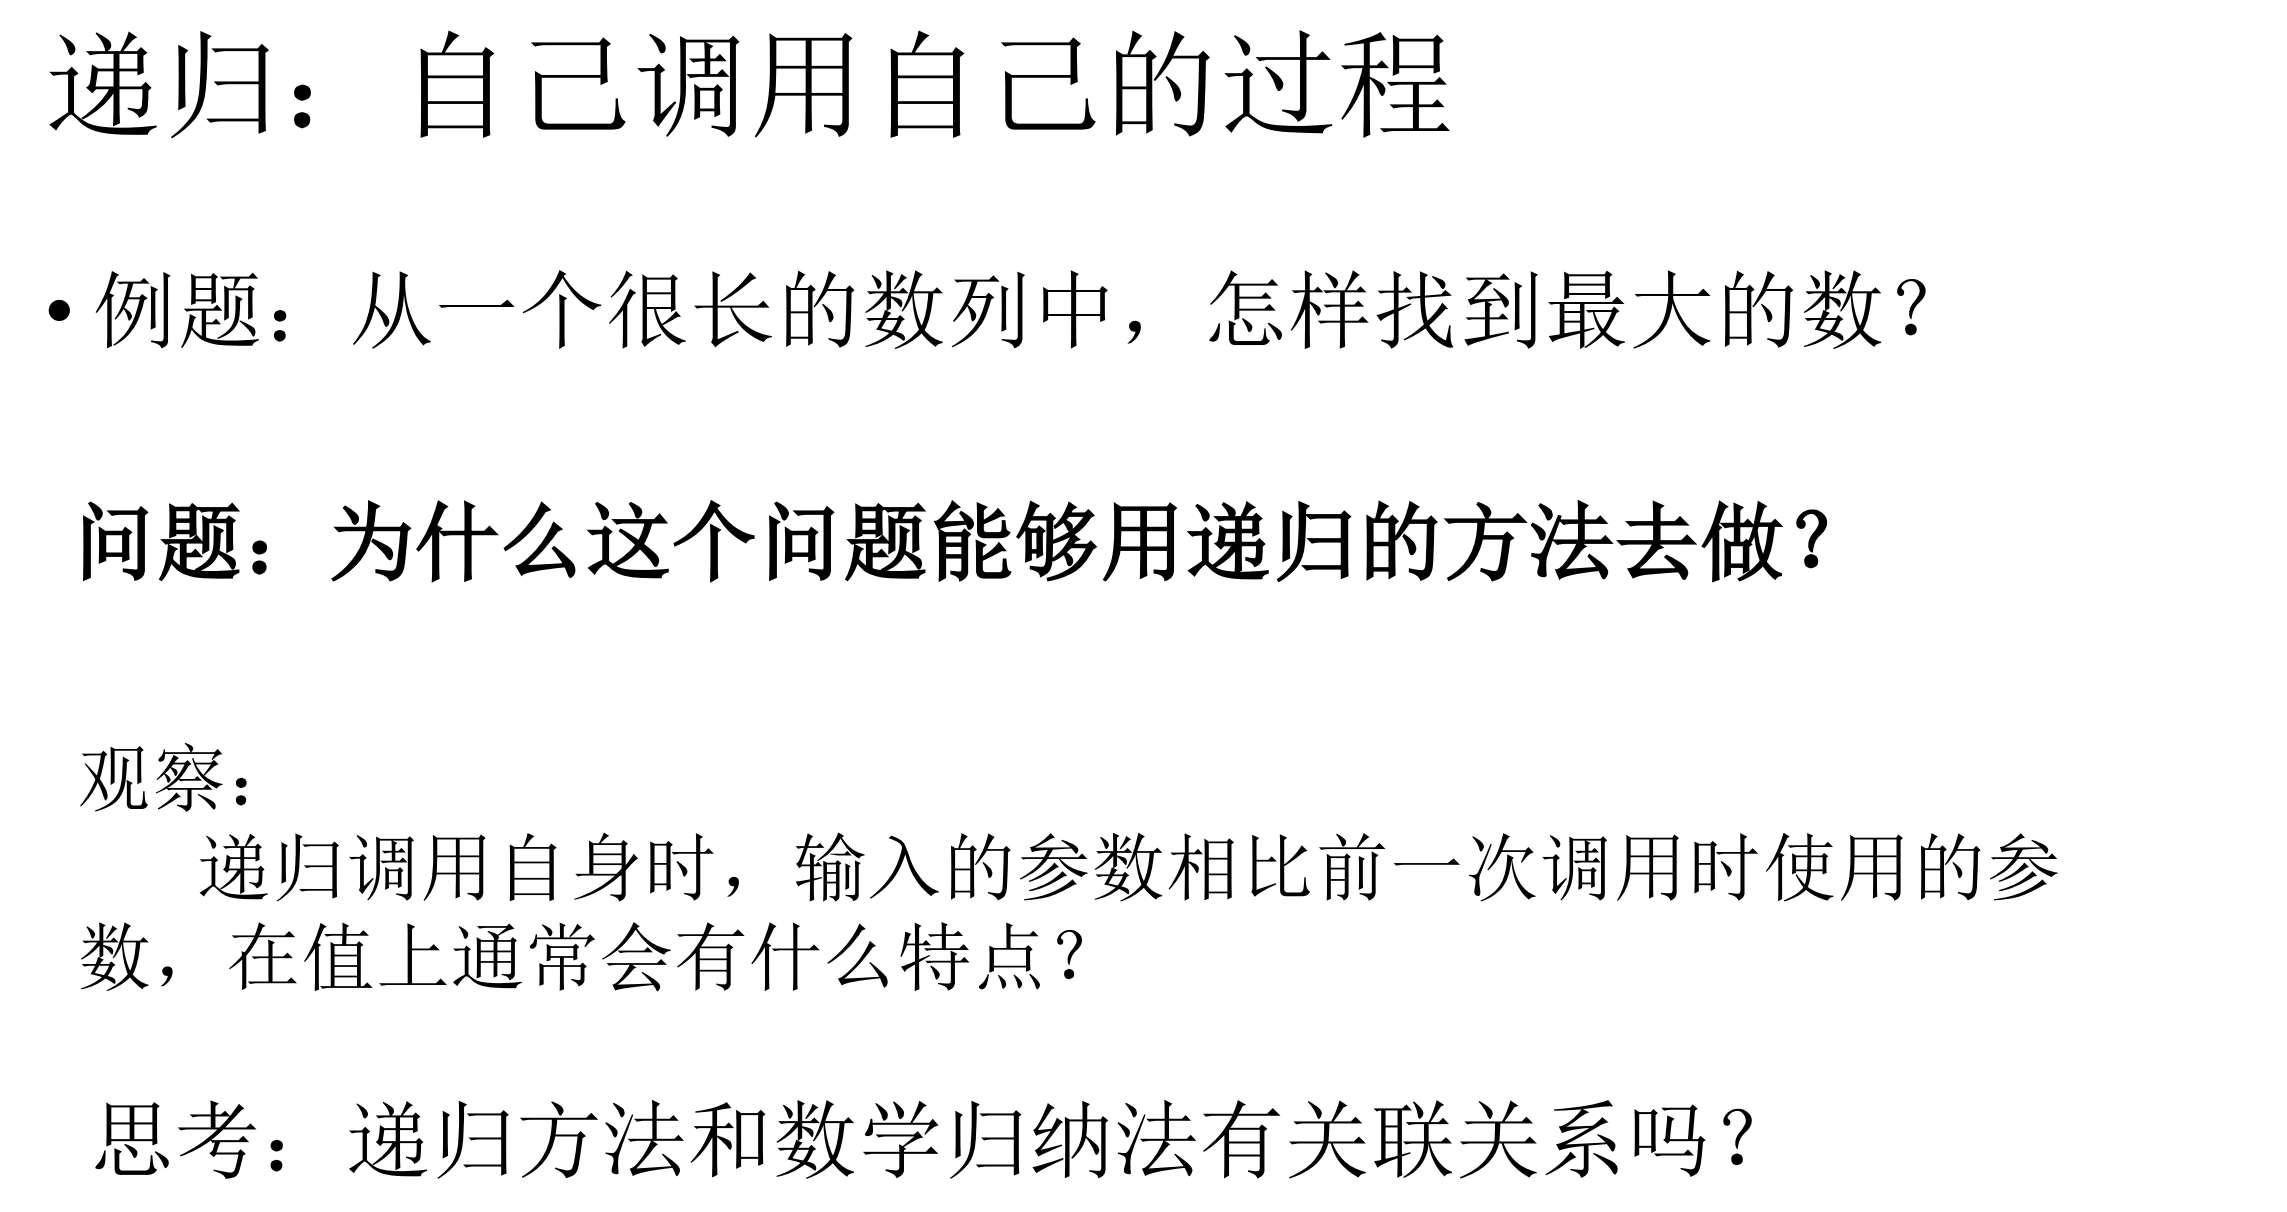 递归：自己调用自己的过程
• 例题：从一个很长的数列中，怎样找到最大的数？
问题：为什么这个问题能够用递归的方法去做？
观察：
递归调用自身时，输入的参数相比前一次调用时使用的参
数，在值上通常会有什么特点？
思考：递归方法和数学归纳法有关联关系吗？